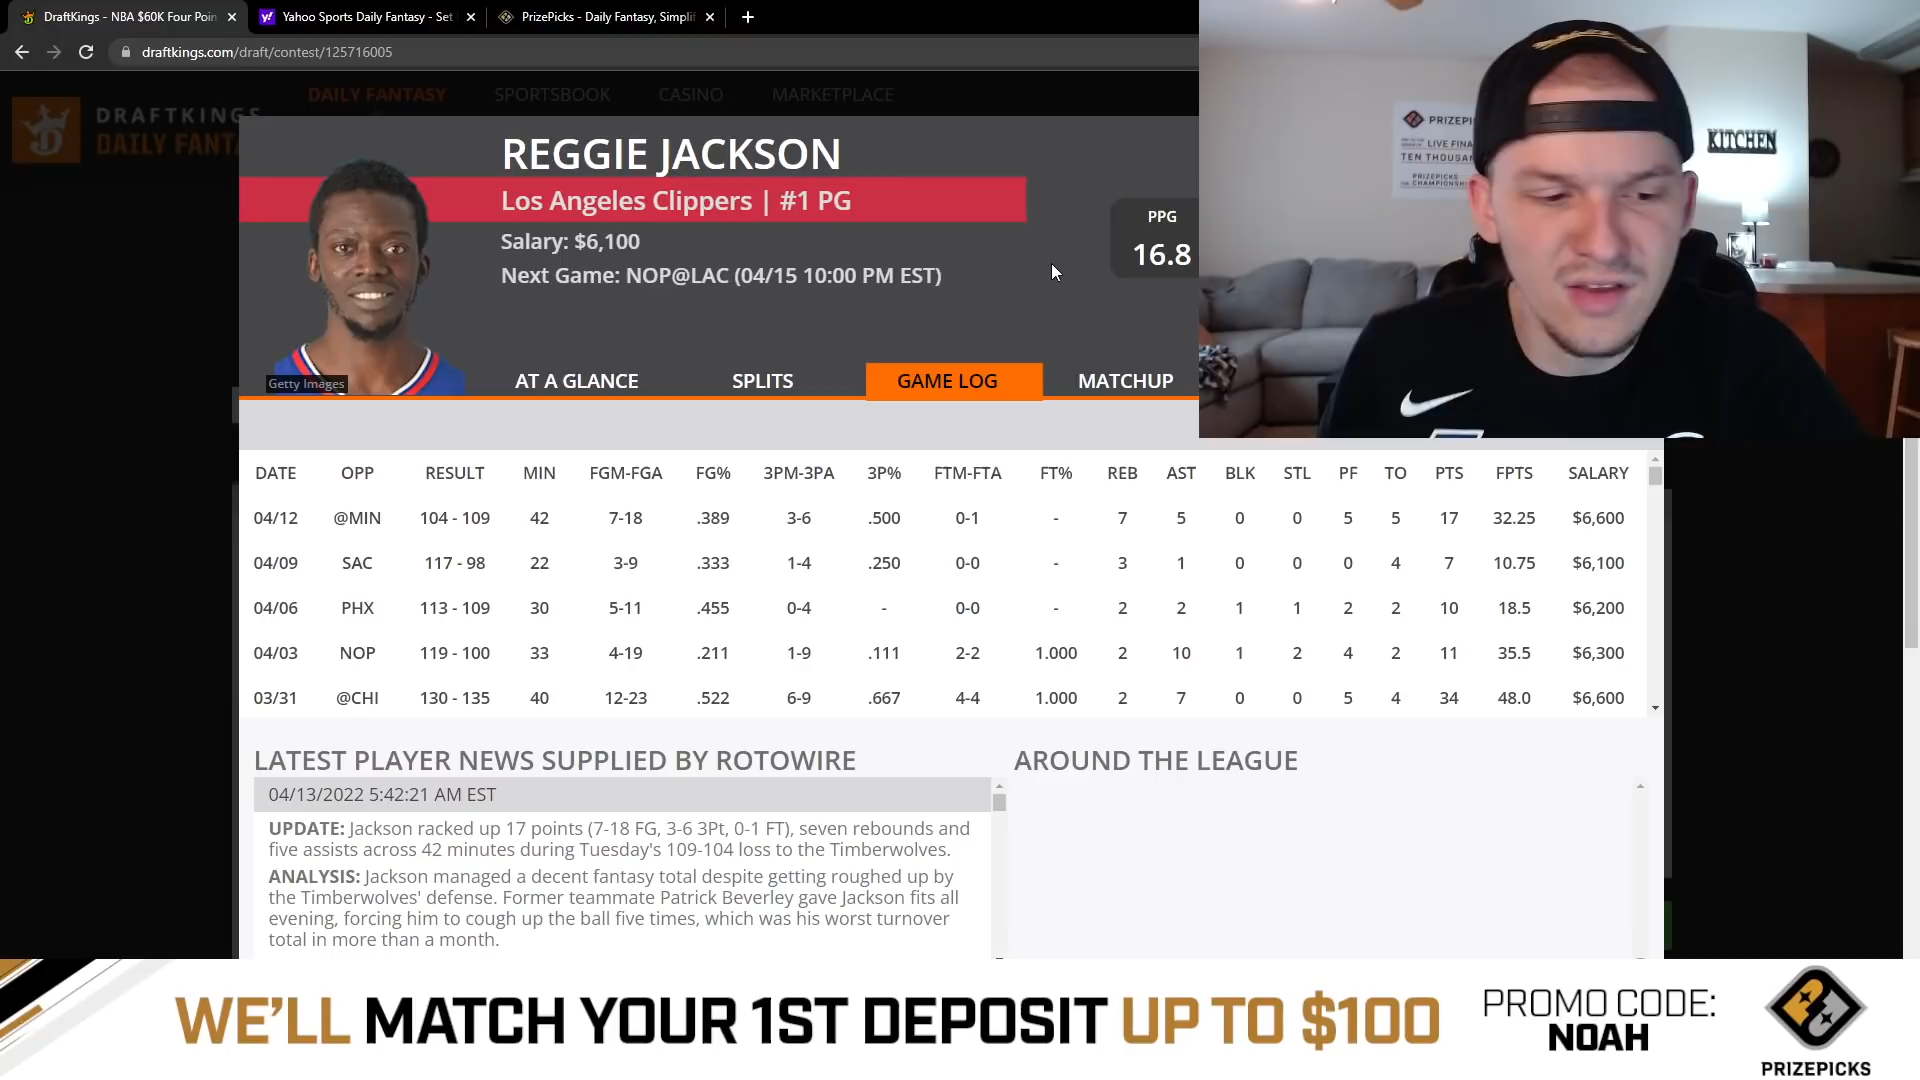 DraftKings - NBA $60K Four Poin
Yahoo Sports Daily Fantasy - Set
PrizePicks - Daily Fantasy, Simplif
draftkings.com/draft/contest/125716005
DRAFTKINGS
DAILY FANTASY
SPORTSBOOK
CASINO
MARKETPLACE
DAILY FANTA
REGGIE JACKSON
Los Angeles Clippers | #1 PG
Salary: $6,100
Next Game: NOP@LAC (04/15 10:00 PM EST)
PPG
16.8
Getty Images
AT A GLANCE
SPLITS
GAME LOG
MATCHUP
PRIZEPI
LIVE FINA
TEN THOUSAN
PRIZEPICKS
CHAMPIONSH
KITCHEN
DATE OPP RESULT MIN FGM-FGA FG% 3PM-3PA 3P% FTM-FTA FT% REB AST BLK STL PF TO PTS FPTS SALARY
04/12 @MIN 104 - 109 42 7-18 .389 3-6 .500 0-1 - 7 5 0 0 5 5 17 32.25 $6,600
04/09 SAC 117 - 98 22 3-9 .333 1-4 .250 0-0 - 3 1 0 0 0 4 7 10.75 $6,100
04/06 PHX 113 - 109 30 5-11 .455 0-4 - 0-0 - 2 2 1 1 2 2 10 18.5 $6,200
04/03 NOP 119 - 100 33 4-19 .211 1-9 .111 2-2 1.000 2 10 1 2 4 2 11 35.5 $6,300
03/31 @CHI 130 - 135 40 12-23 .522 6-9 .667 4-4 1.000 2 7 0 0 5 4 34 48.0 $6,600
LATEST PLAYER NEWS SUPPLIED BY ROTOWIRE
04/13/2022 5:42:21 AM EST
UPDATE: Jackson racked up 17 points (7-18 FG, 3-6 3Pt, 0-1 FT), seven rebounds and
five assists across 42 minutes during Tuesday's 109-104 loss to the Timberwolves.
ANALYSIS: Jackson managed a decent fantasy total despite getting roughed up by
the Timberwolves' defense. Former teammate Patrick Beverley gave Jackson fits all
evening, forcing him to cough up the ball five times, which was his worst turnover
total in more than a month.
AROUND THE LEAGUE
WE'LL MATCH YOUR 1ST DEPOSIT UP TO $100
PROMO CODE:
NOAH
PRIZEPICKS